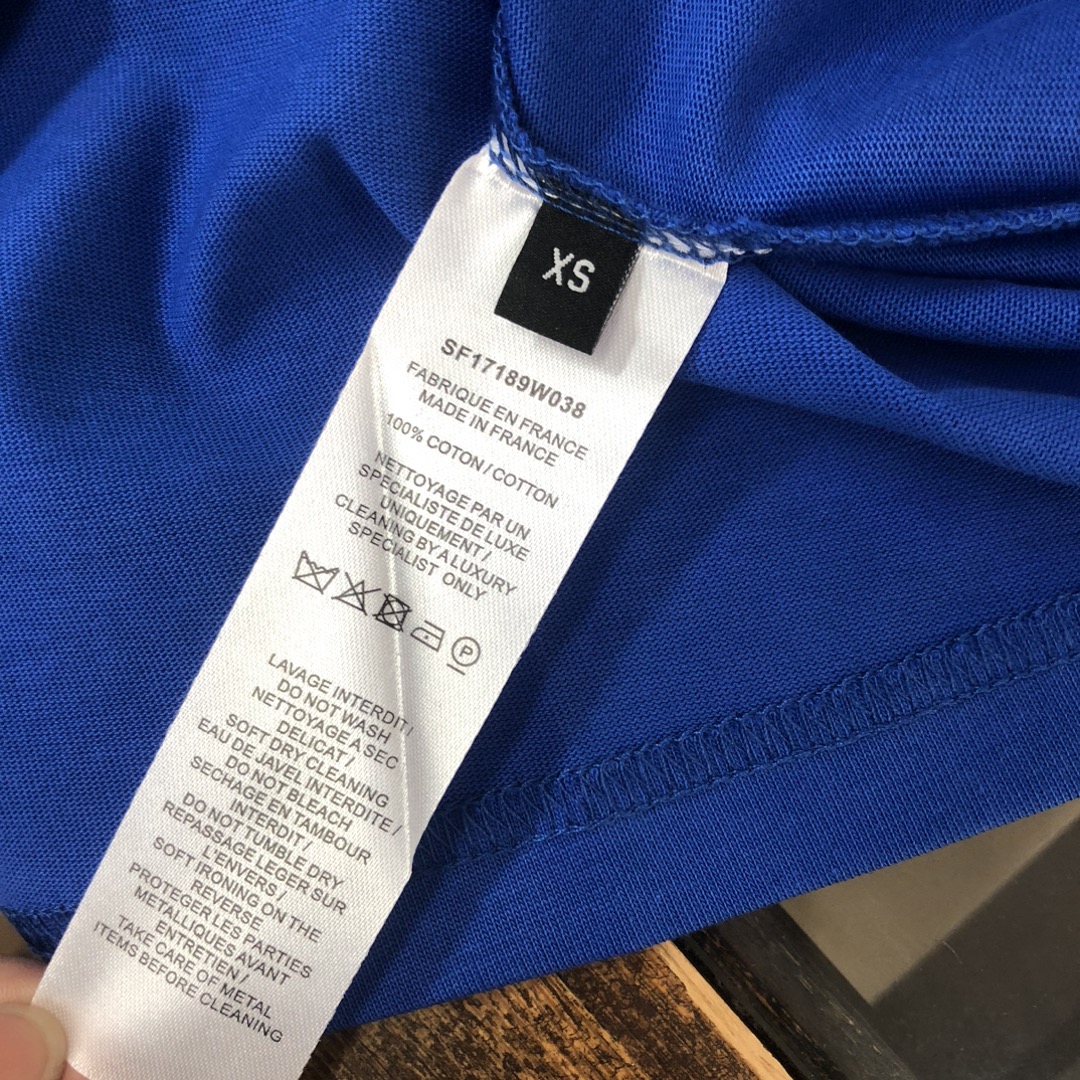 XS
SF17189W038
FABRIQUE EN FRANCE
MADE IN FRANCE
100% COTON / COTTON
NETTOYAGE PAR UN
SPECIALISTE DE LUXE
UNIQUEMENT /
CLEANING BY A LUXURY
SPECIALIST ONLY
P
LAVAGE INTERDIT /
DO NOT WASH
NETTOYAGE A SEC
DELICAT /
SOFT DRY CLEANING
EAU DE JAVEL INTERDITE /
DO NOT BLEACH
SECHAGE EN TAMBOUR
INTERDIT /
DO NOT TUMBLE DRY
REPASSAGE LEGER SUR
L'ENVERS /
SOFT IRONING ON THE
REVERSE
PROTEGER LES PARTIES
METALLIQUES AVANT
ENTRETIEN /
TAKE CARE OF METAL
ITEMS BEFORE CLEANING